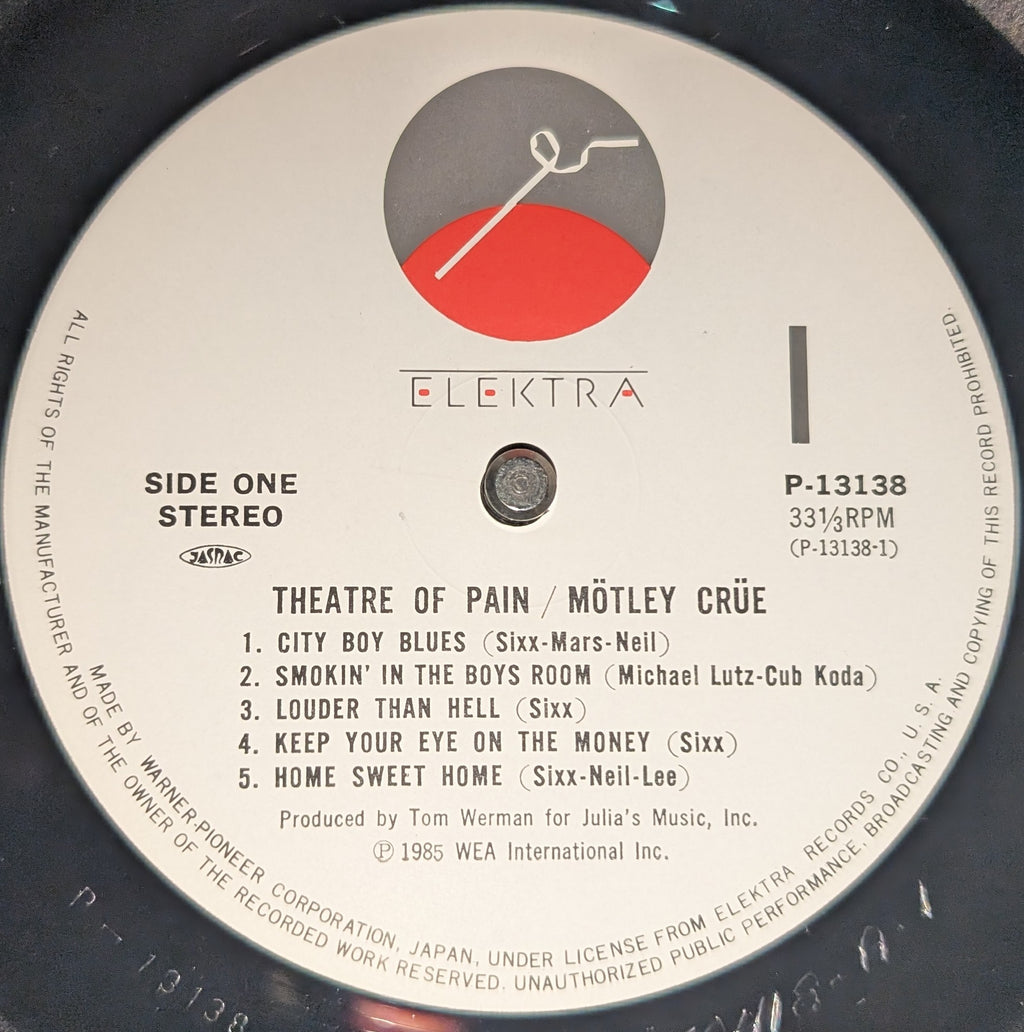 ELEKTRA
SIDE ONE
STEREO
JASRAC
P-13138
33⅓RPM
(P-13138-1)
THEATRE OF PAIN / MÖTLEY CRÜE
1. CITY BOY BLUES (Sixx-Mars-Neil)
2. SMOKIN' IN THE BOYS ROOM (Michael Lutz-Cub Koda)
3. LOUDER THAN HELL (Sixx)
4. KEEP YOUR EYE ON THE MONEY (Sixx)
5. HOME SWEET HOME (Sixx-Neil-Lee)
Produced by Tom Werman for Julia's Music, Inc.
℗ 1985 WEA International Inc.
MADE BY WARNER-PIONEER CORPORATION, JAPAN, UNDER LICENSE FROM ELEKTRA RECORDS CO., U. S. A.
ALL RIGHTS OF THE MANUFACTURER AND OF THE OWNER OF THE RECORDED WORK RESERVED. UNAUTHORIZED PUBLIC PERFORMANCE, BROADCASTING AND COPYING OF THIS RECORD PROHIBITED.
P-13138